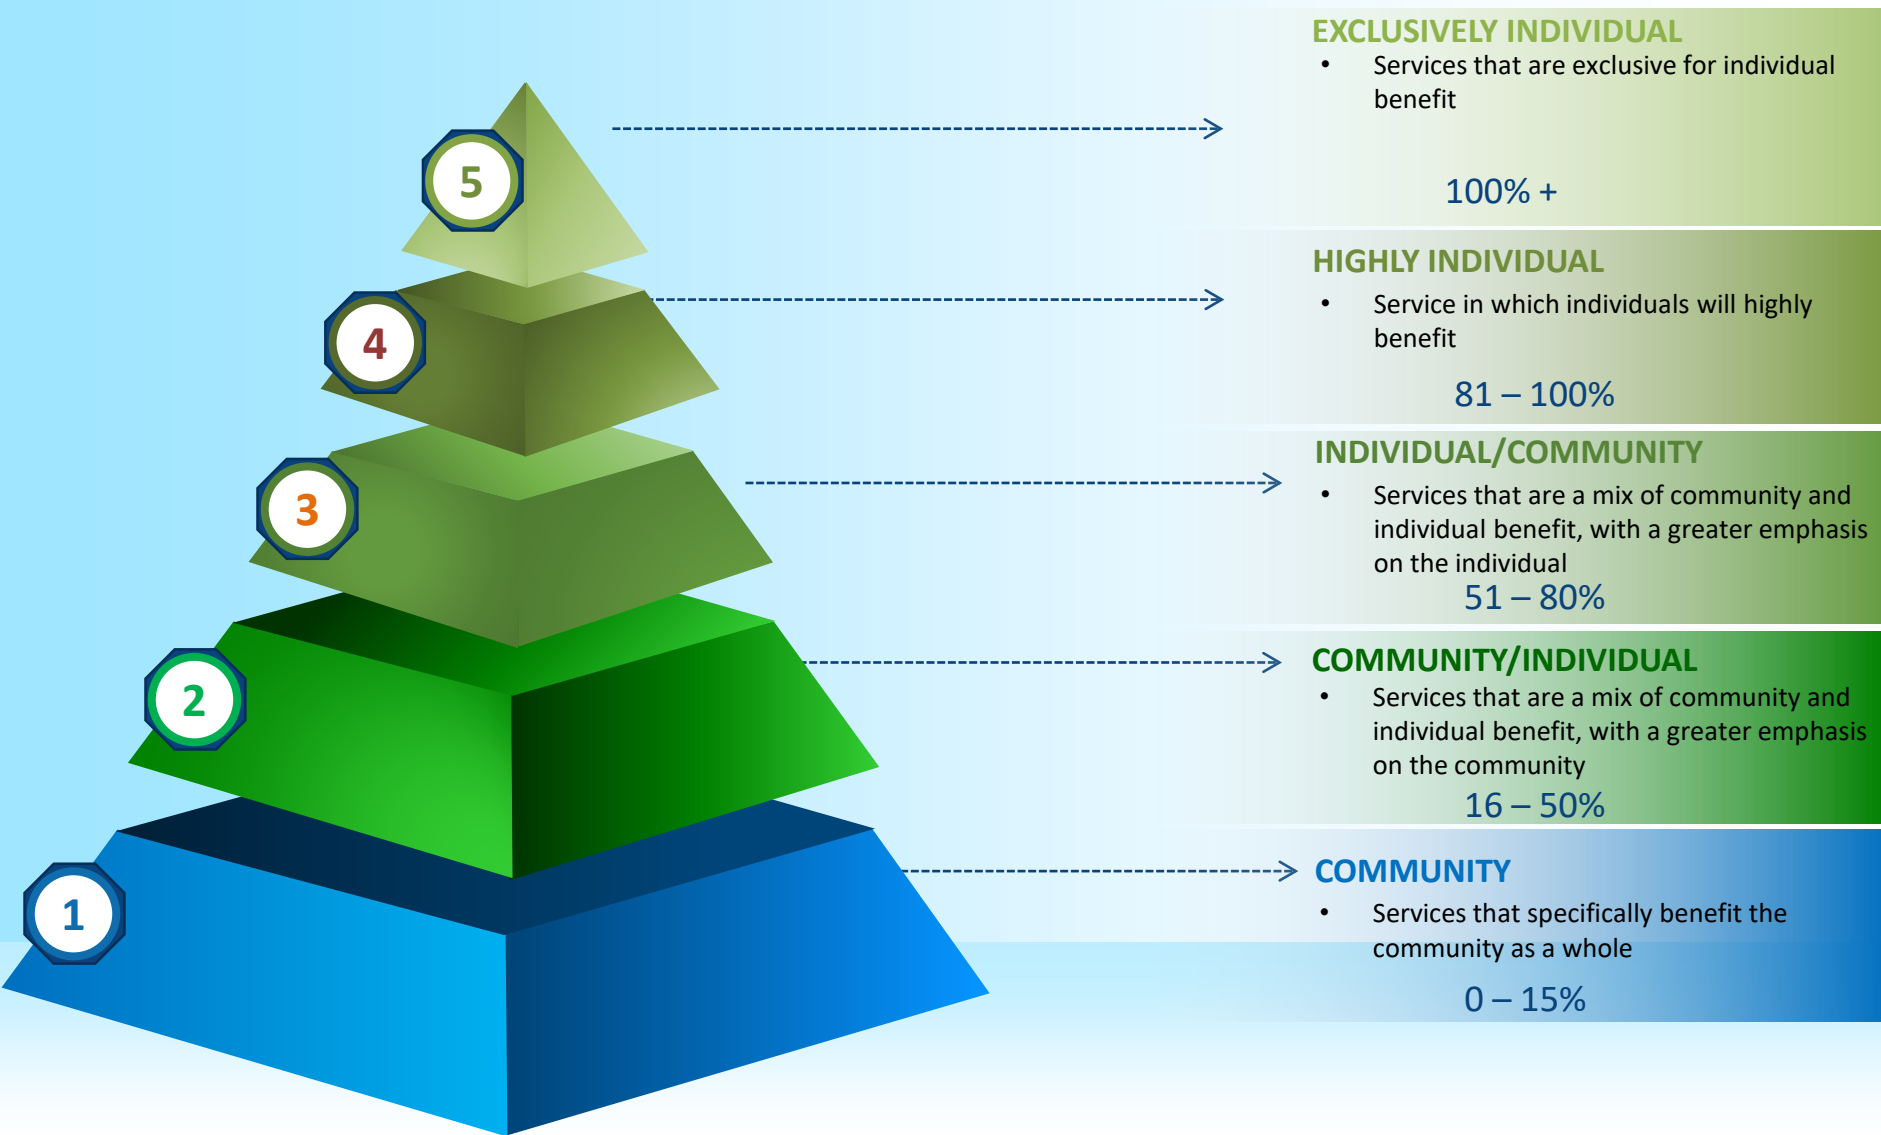 EXCLUSIVELY INDIVIDUAL
• Services that are exclusive for individual
benefit
100% +
5
HIGHLY INDIVIDUAL
• Service in which individuals will highly
benefit
81 – 100%
4
INDIVIDUAL/COMMUNITY
• Services that are a mix of community and
individual benefit, with a greater emphasis
on the individual
51 – 80%
3
COMMUNITY/INDIVIDUAL
• Services that are a mix of community and
individual benefit, with a greater emphasis
on the community
16 – 50%
2
COMMUNITY
• Services that specifically benefit the
community as a whole
0 – 15%
1